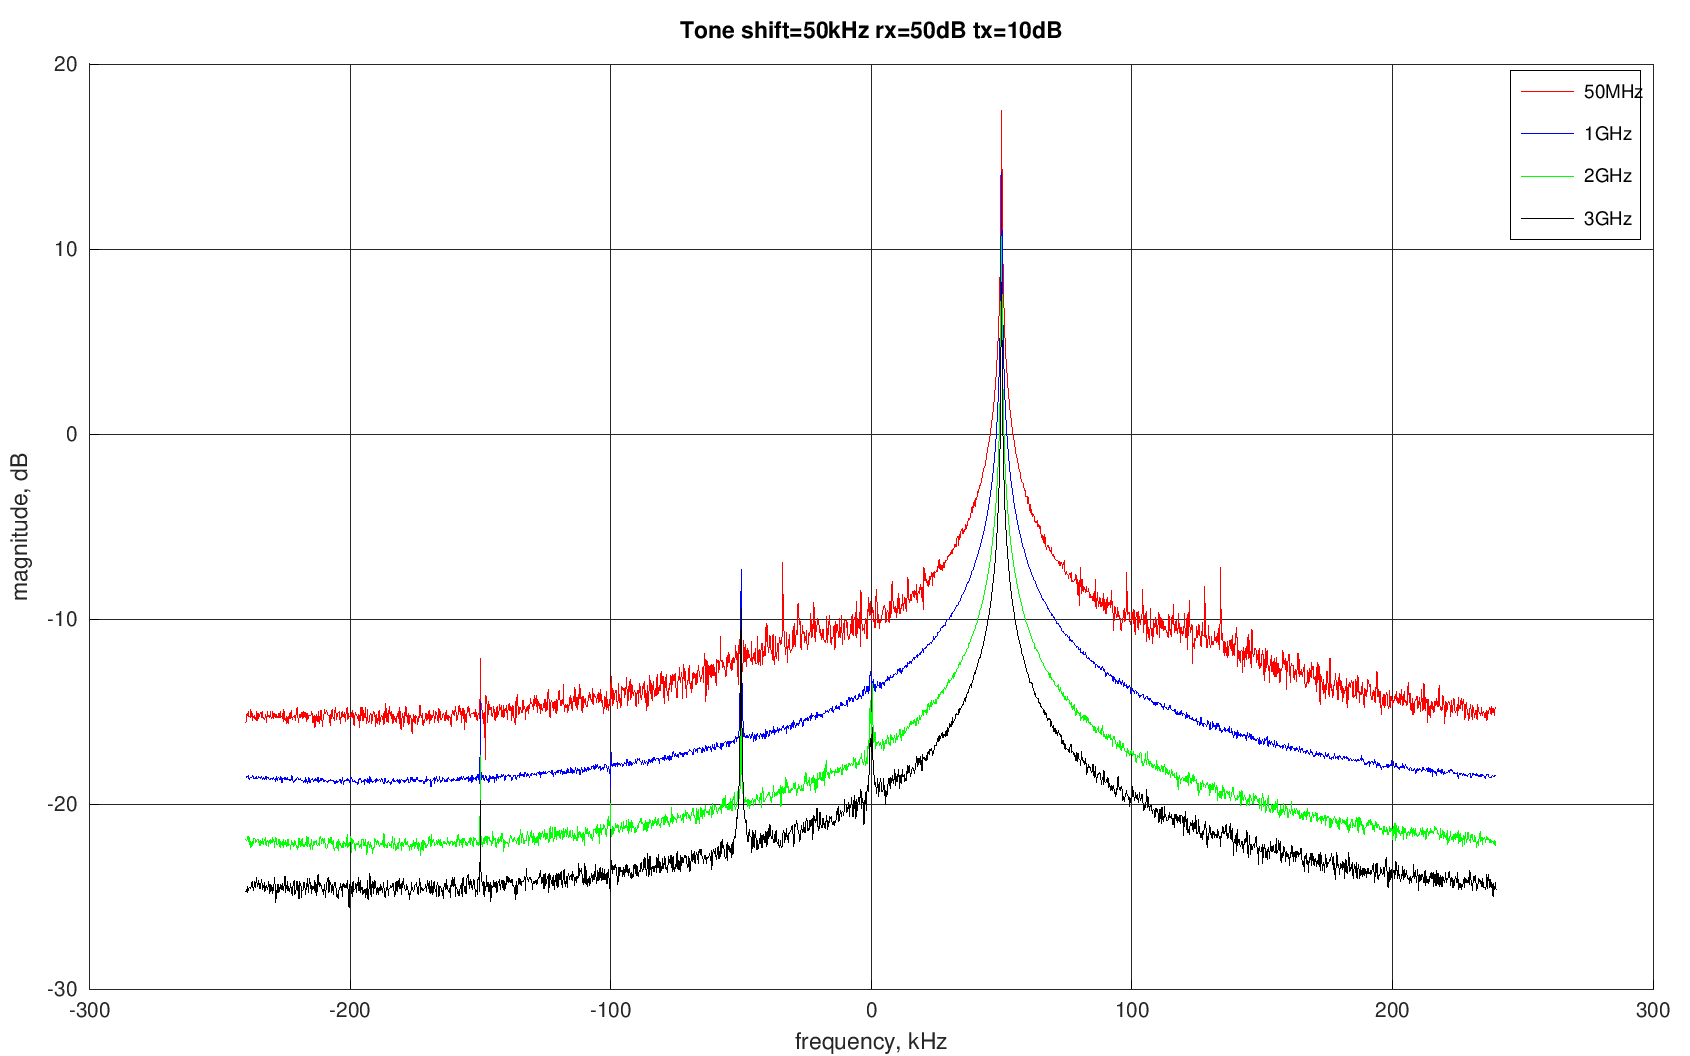 Tone shift=50kHz rx=50dB tx=10dB
20
10
0
-10
-20
-30
magnitude, dB
50MHz
1GHz
2GHz
3GHz
-300
-200
-100
0
100
200
300
frequency, kHz